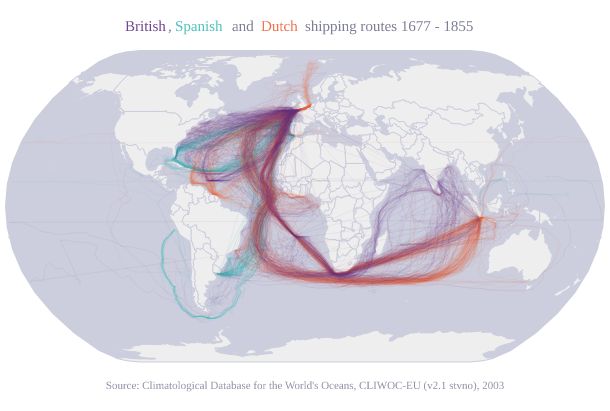 British, Spanish and Dutch shipping routes 1677 - 1855
Source: Climatological Database for the World's Oceans, CLIWOC-EU (v2.1 stvno), 2003